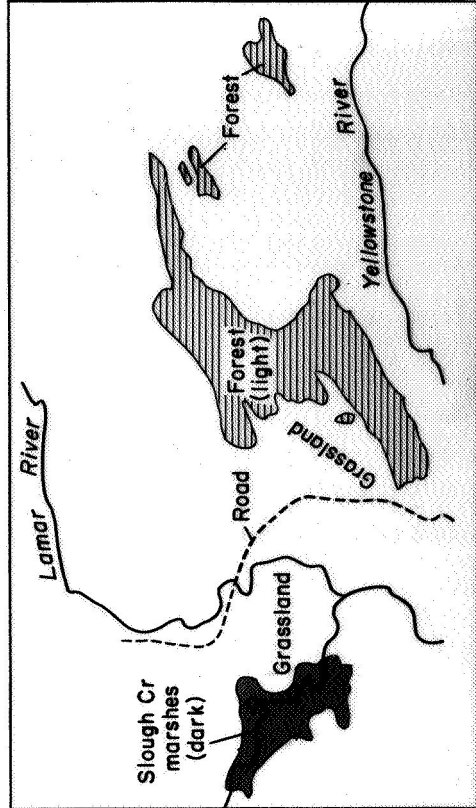 Lamar River
Road
Slough Cr
marshes
(dark)
Grassland
Grassland
Forest
(light)
Forest
Yellowstone River